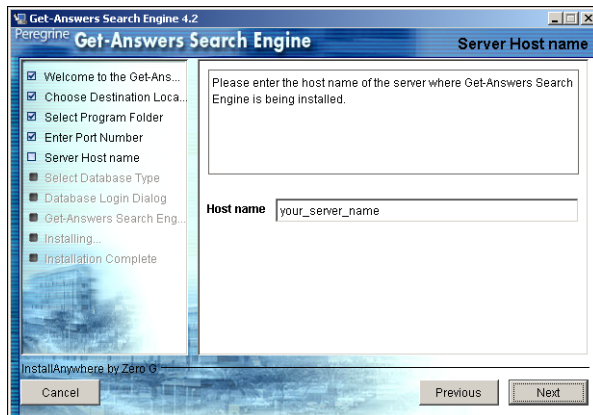 Get-Answers Search Engine 4.2
Peregrine Get-Answers Search Engine
Server Host name
Welcome to the Get-Ans...
Choose Destination Loca...
Select Program Folder
Enter Port Number
Server Host name
Select Database Type
Database Login Dialog
Get-Answers Search Eng...
Installing...
Installation Complete
Please enter the host name of the server where Get-Answers Search
Engine is being installed.
Host name your_server_name
InstallAnywhere by Zero G
Cancel
Previous
Next